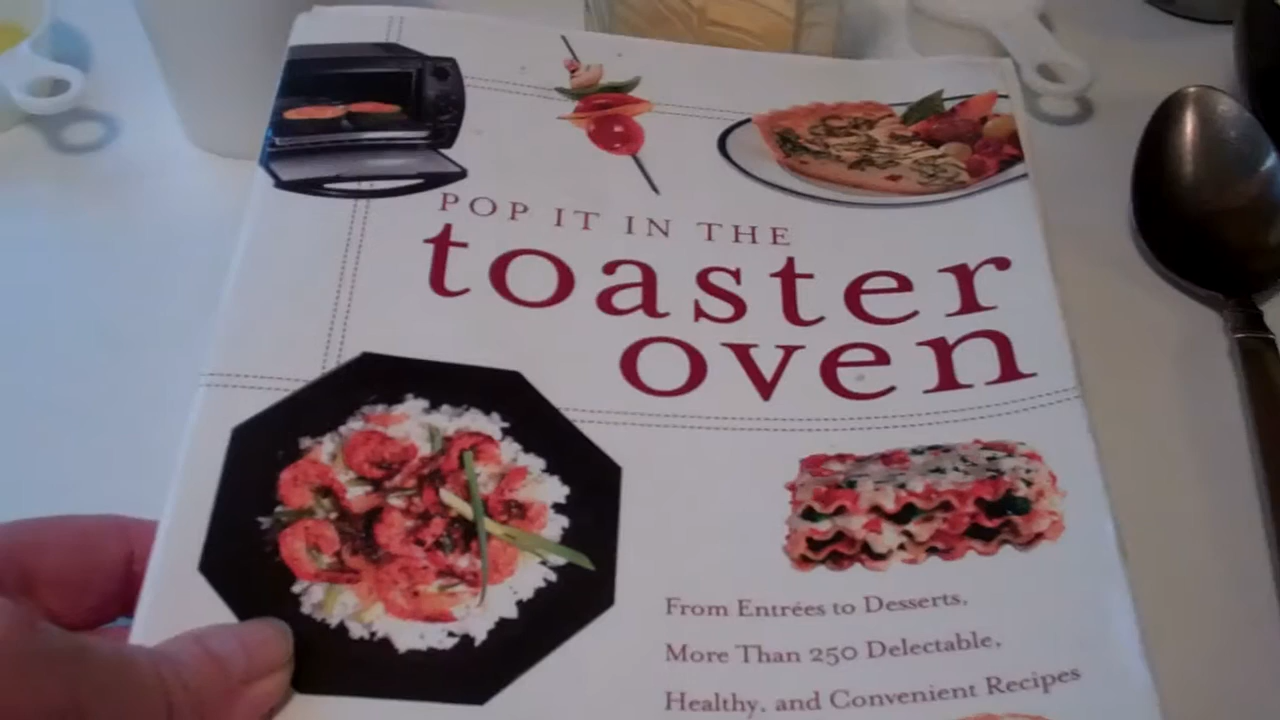 POP IT IN THE
toaster
oven
From Entrées to Desserts,
More Than 250 Delectable,
Healthy, and Convenient Recipes